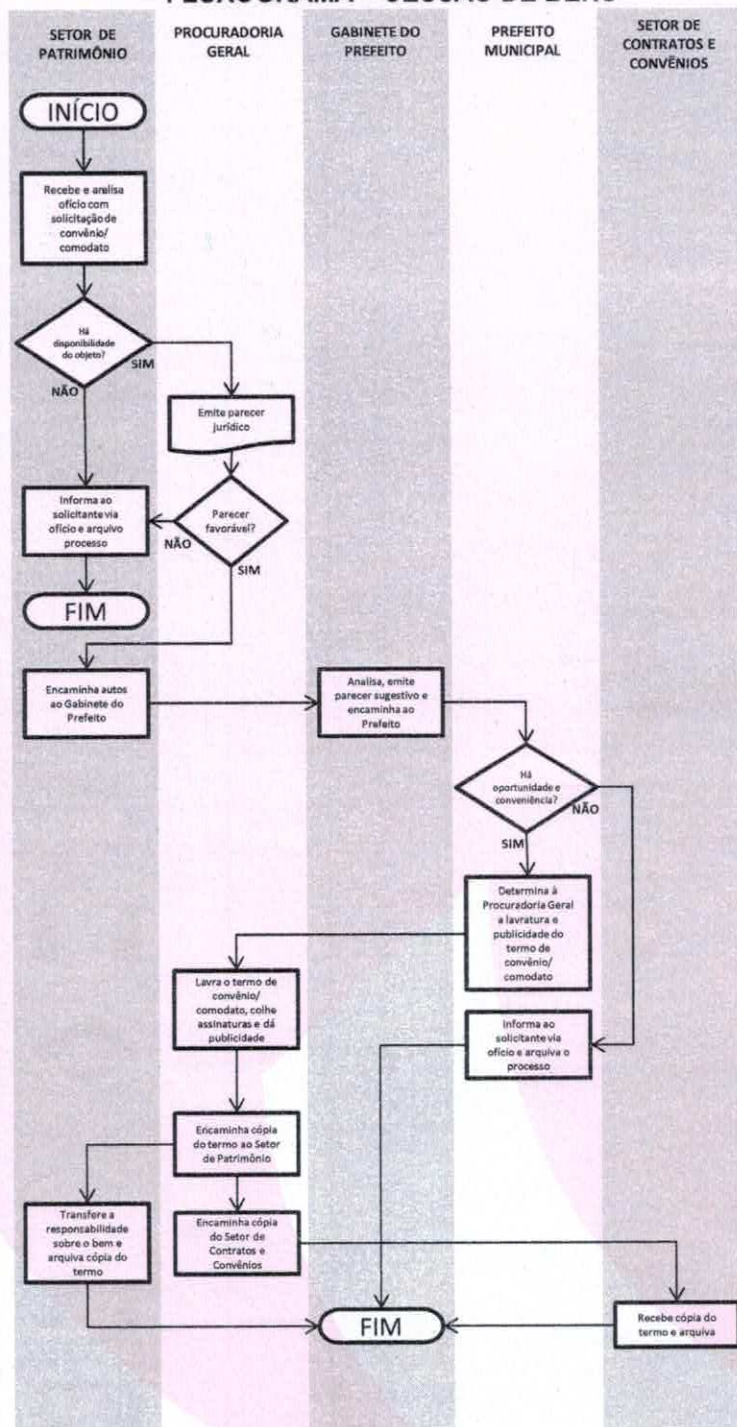 SETOR DE
PATRIMÔNIO
PROCURADORIA
GERAL
GABINETE DO
PREFEITO
PREFEITO
MUNICIPAL
SETOR DE
CONTRATOS E
CONVÊNIOS
INÍCIO
Recebe e analisa
ofício com
solicitação de
convênio/
comodato
Há
disponibilidade
do objeto?
SIM
NÃO
Emite parecer
jurídico
Informa ao
solicitante via
ofício e arquivo
processo
Parecer
favorável?
NÃO
SIM
FIM
Encaminha autos
ao Gabinete do
Prefeito
Analisa, emite
parecer sugestivo e
encaminha ao
Prefeito
Há
oportunidade e
conveniência?
NÃO
SIM
Determina à
Procuradoria Geral
a lavratura e
publicidade do
termo de
convênio/
comodato
Lavra o termo de
convênio/
comodato, colhe
assinaturas e dá
publicidade
Informa ao
solicitante via
ofício e arquiva o
processo
Encaminha cópia
do termo ao Setor
de Patrimônio
Transfere a
responsabilidade
sobre o bem e
arquiva cópia do
termo
Encaminha cópia
do Setor de
Contratos e
Convênios
FIM
Recebe cópia do
termo e arquiva